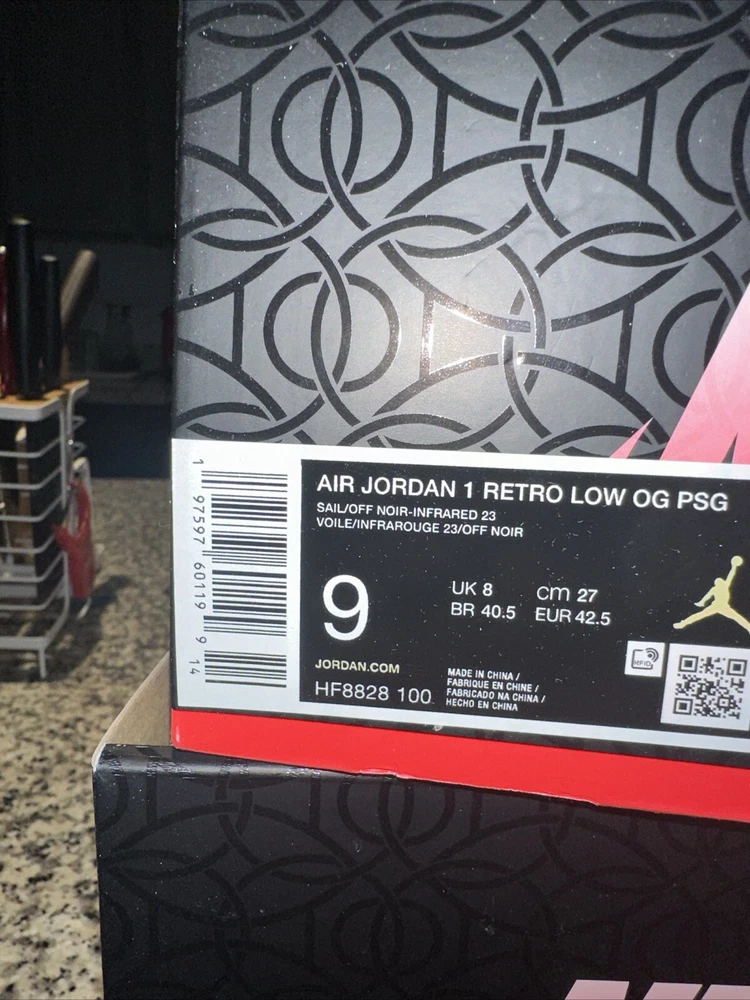 AIR JORDAN 1 RETRO LOW OG PSG
SAIL/OFF NOIR-INFRARED 23
VOILE/INFRAROUGE 23/OFF NOIR
9
UK 8
cm 27
BR 40.5
EUR 42.5
JORDAN.COM
HF8828 100
MADE IN CHINA /
FABRIQUE EN CHINE /
FABRICADO NA CHINA /
HECHO EN CHINA
RFID
1 97597 60119 9 14